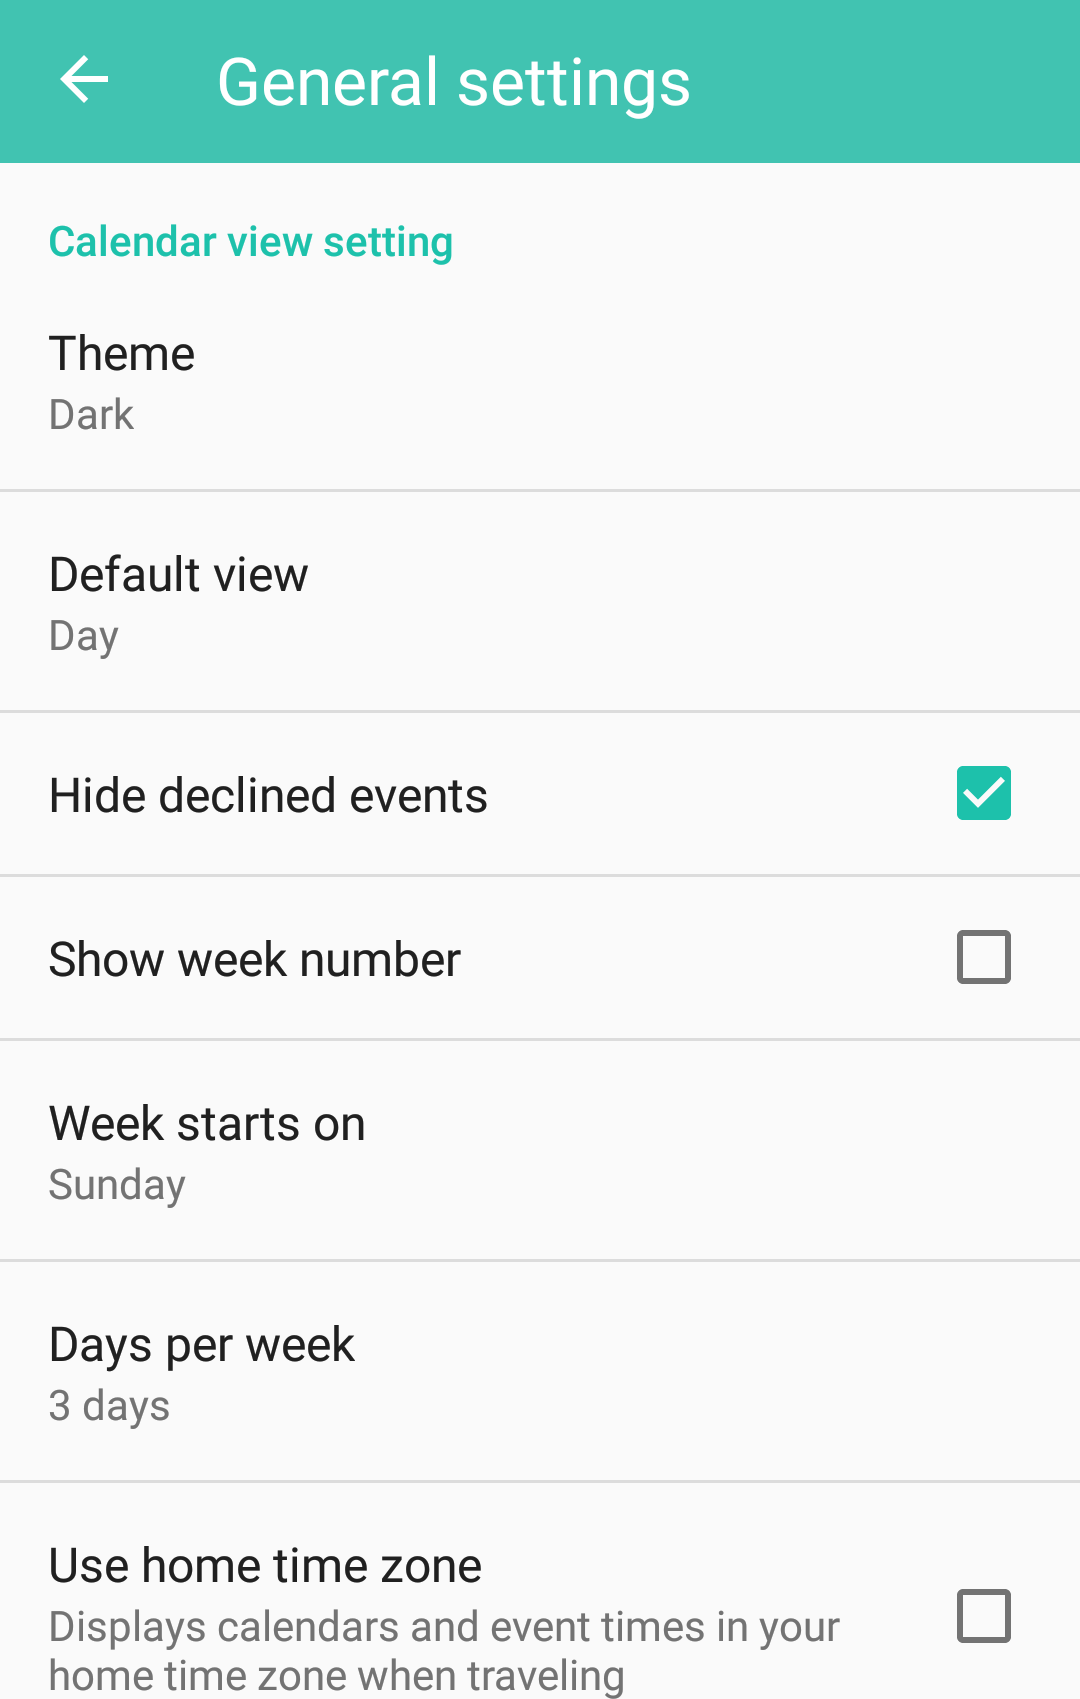 General settings
Calendar view setting
Theme
Dark
Default view
Day
Hide declined events
Show week number
Week starts on
Sunday
Days per week
3 days
Use home time zone
Displays calendars and event times in your
home time zone when traveling